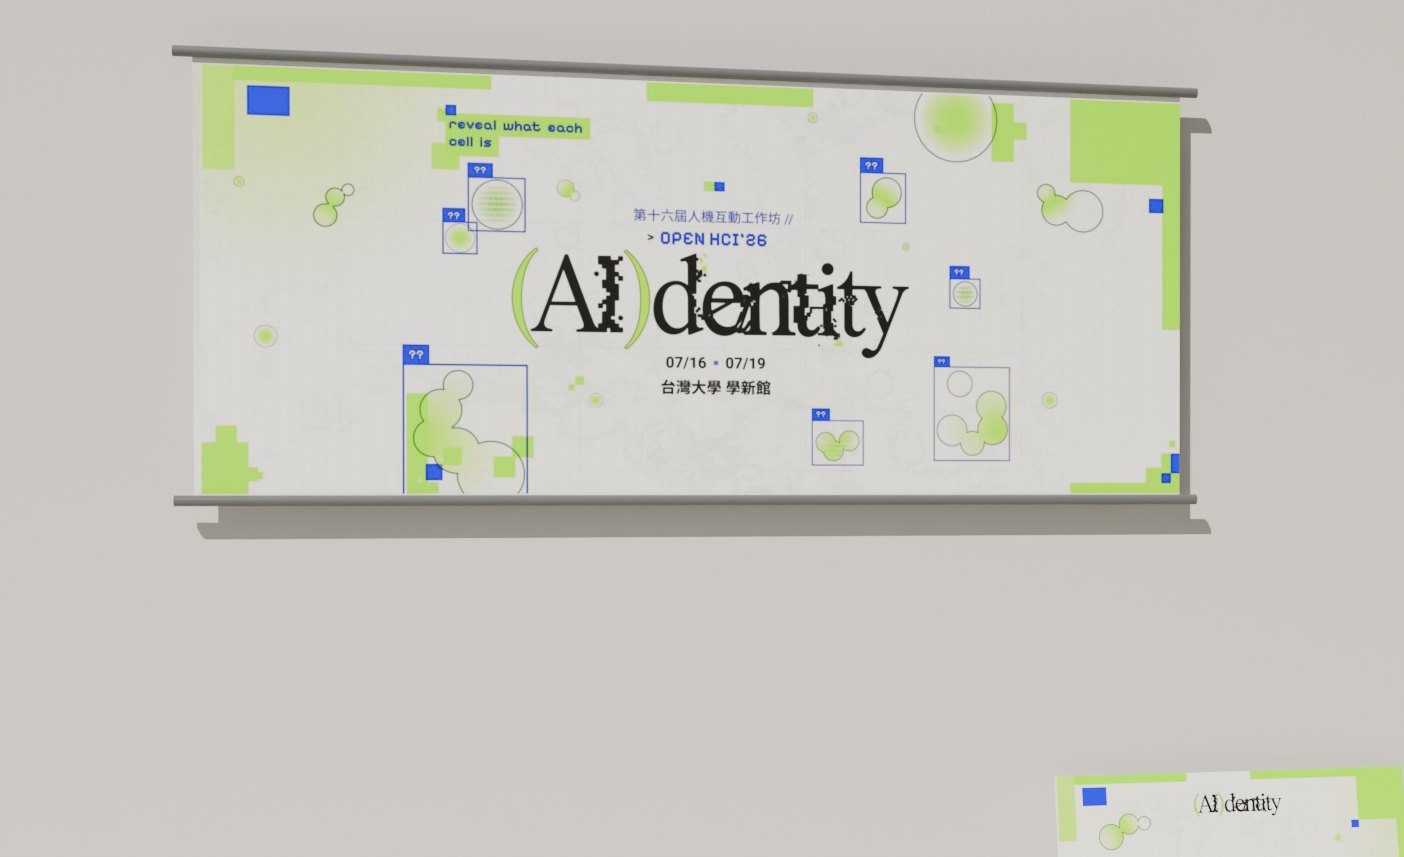 reveal what each
cell is
??
??
??
第十六屆人機互動工作坊 //
> OPEN HCI'26
(AI)dentity
??
07/16 • 07/19
台灣大學 學新館
??
??
??
(AI)dentity